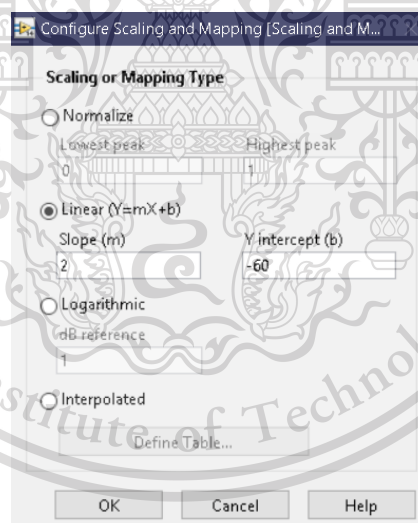 Configure Scaling and Mapping [Scaling and M...
Scaling or Mapping Type
Normalize
Lowest peak Highest peak
0 1
Linear (Y=mX+b)
Slope (m) Y intercept (b)
2 -60
Logarithmic
dB reference
1
Interpolated
Define Table...
OK Cancel Help
stitute of Techno